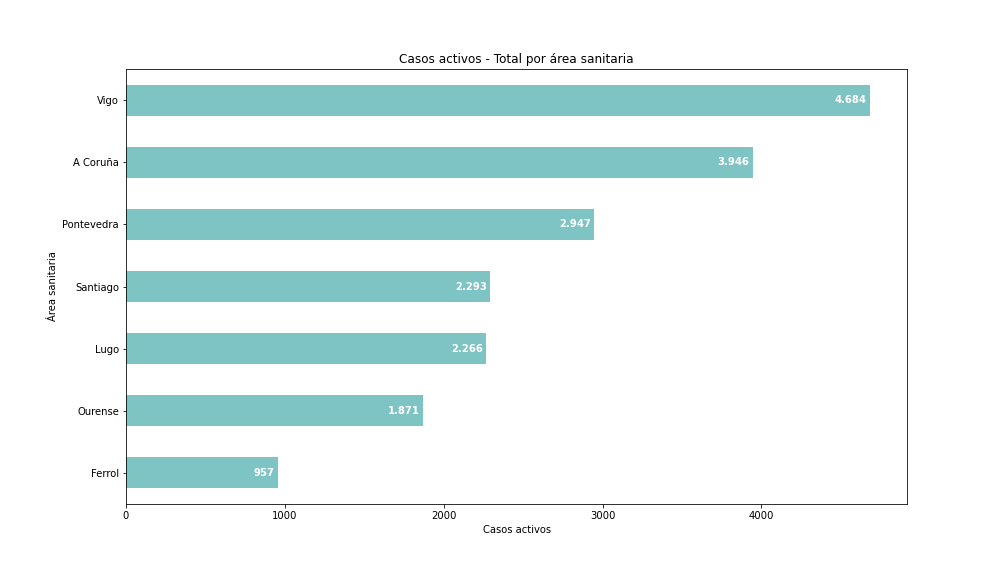 Casos activos - Total por área sanitaria
Vigo
4.684
A Coruña
3.946
Pontevedra
2.947
Santiago
2.293
Lugo
2.266
Ourense
1.871
Ferrol
957
Área sanitaria
0 1000 2000 3000 4000
Casos activos